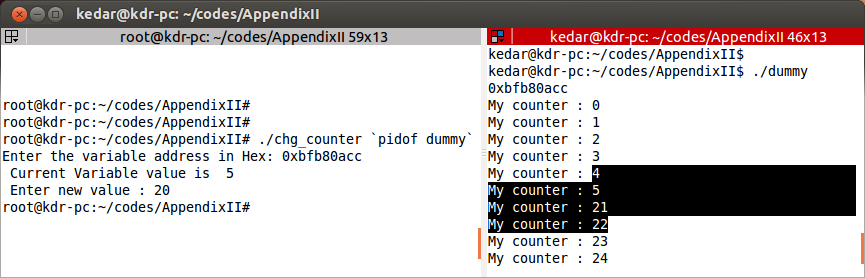 kedar@kdr-pc: ~/codes/AppendixII
root@kdr-pc: ~/codes/AppendixII 59x13
root@kdr-pc:~/codes/AppendixII#
root@kdr-pc:~/codes/AppendixII#
root@kdr-pc:~/codes/AppendixII# ./chg_counter `pidof dummy`
Enter the variable address in Hex: 0xbfb80acc
 Current Variable value is  5
 Enter new value : 20
root@kdr-pc:~/codes/AppendixII#
kedar@kdr-pc: ~/codes/AppendixII 46x13
kedar@kdr-pc:~/codes/AppendixII$
kedar@kdr-pc:~/codes/AppendixII$ ./dummy
0xbfb80acc
My counter : 0
My counter : 1
My counter : 2
My counter : 3
My counter : 4
My counter : 5
My counter : 21
My counter : 22
My counter : 23
My counter : 24